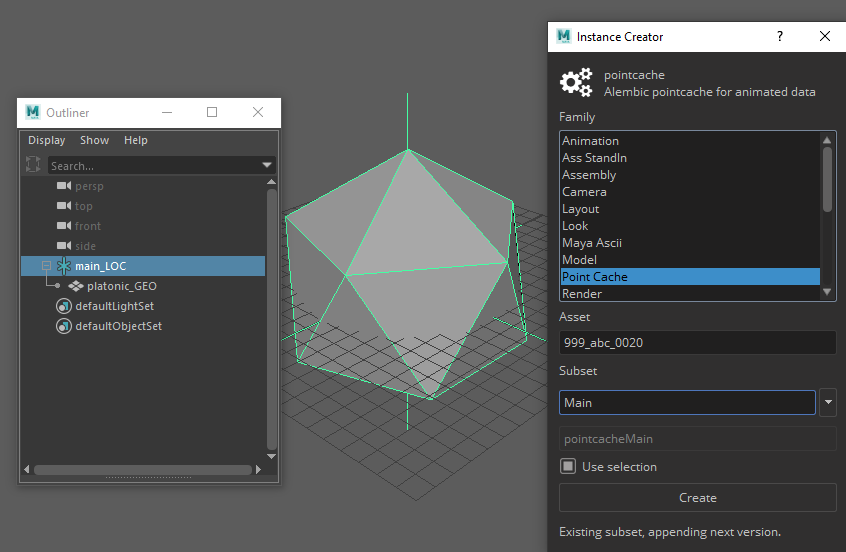 Outliner
Display Show Help
Search...
persp
top
front
side
main_LOC
platonic_GEO
defaultLightSet
defaultObjectSet
Instance Creator
pointcache
Alembic pointcache for animated data
Family
Animation
Ass StandIn
Assembly
Camera
Layout
Look
Maya Ascii
Model
Point Cache
Render
Asset
999_abc_0020
Subset
Main
pointcacheMain
Use selection
Create
Existing subset, appending next version.